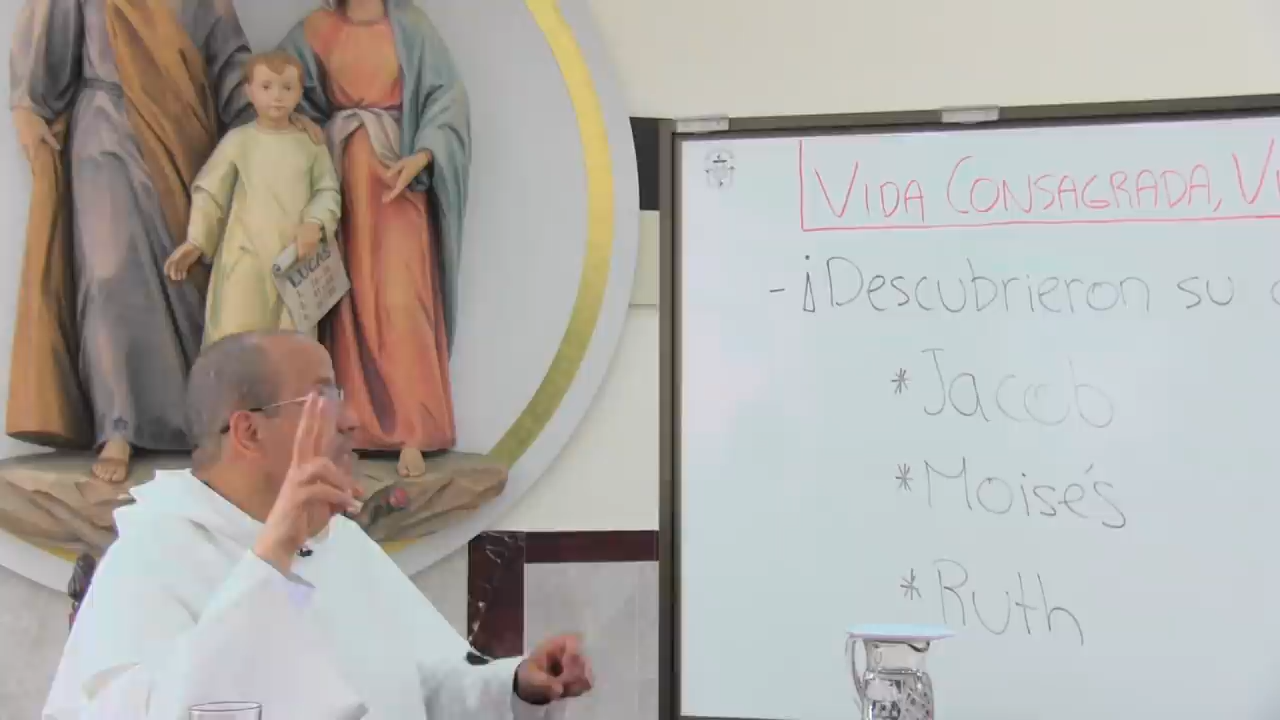 LUCAS
VIDA CONSAGRADA,
- ¡Descubrieron su
* Jacob
* Moisés
* Ruth